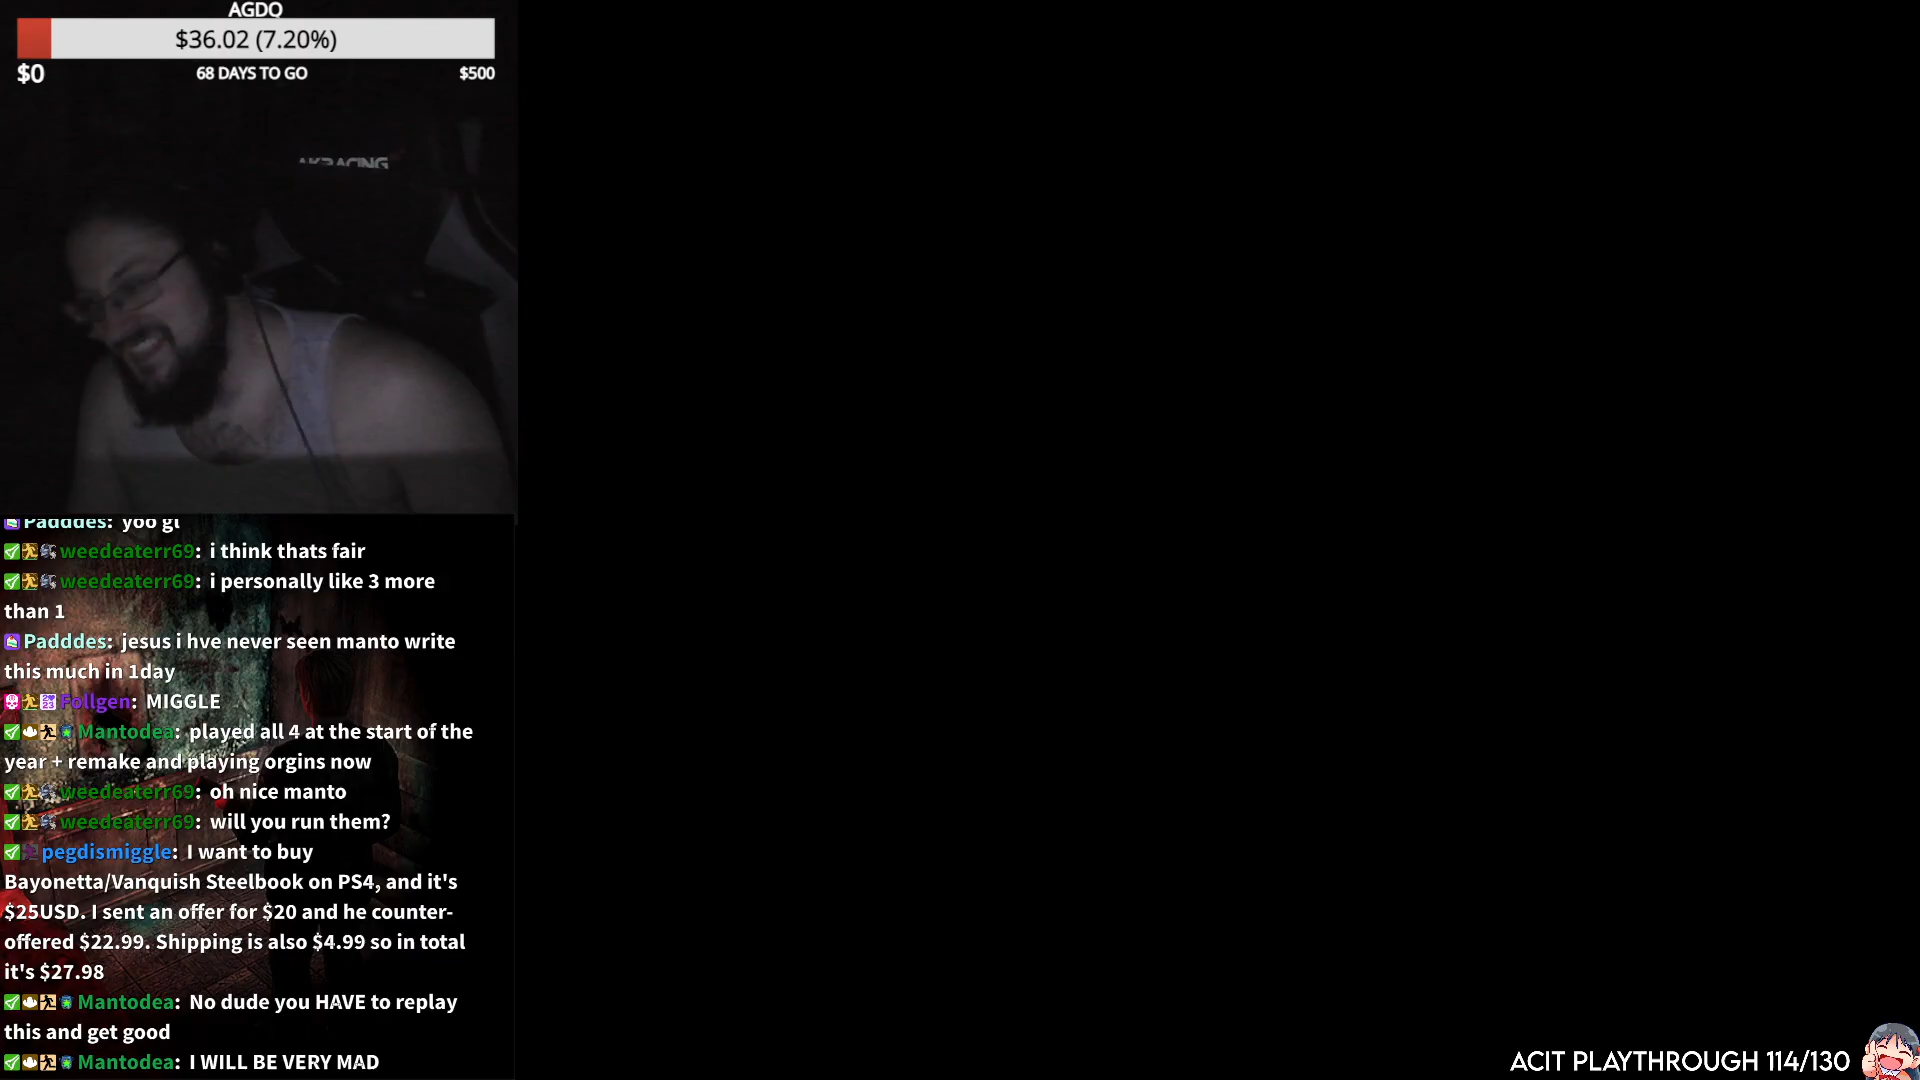 AGDQ
$36.02 (7.20%)
$0
68 DAYS TO GO
$500
AKRACING
Padddes: yoo gl
weedeaterr69: i think thats fair
weedeaterr69: i personally like 3 more
than 1
Padddes: jesus i hve never seen manto write
this much in 1day
Follgen: MIGGLE
Mantodea: played all 4 at the start of the
year + remake and playing orgins now
weedeaterr69: oh nice manto
weedeaterr69: will you run them?
pegdismiggle: I want to buy
Bayonetta/Vanquish Steelbook on PS4, and it's
$25USD. I sent an offer for $20 and he counter-
offered $22.99. Shipping is also $4.99 so in total
it's $27.98
Mantodea: No dude you HAVE to replay
this and get good
Mantodea: I WILL BE VERY MAD
ACIT PLAYTHROUGH 114/130